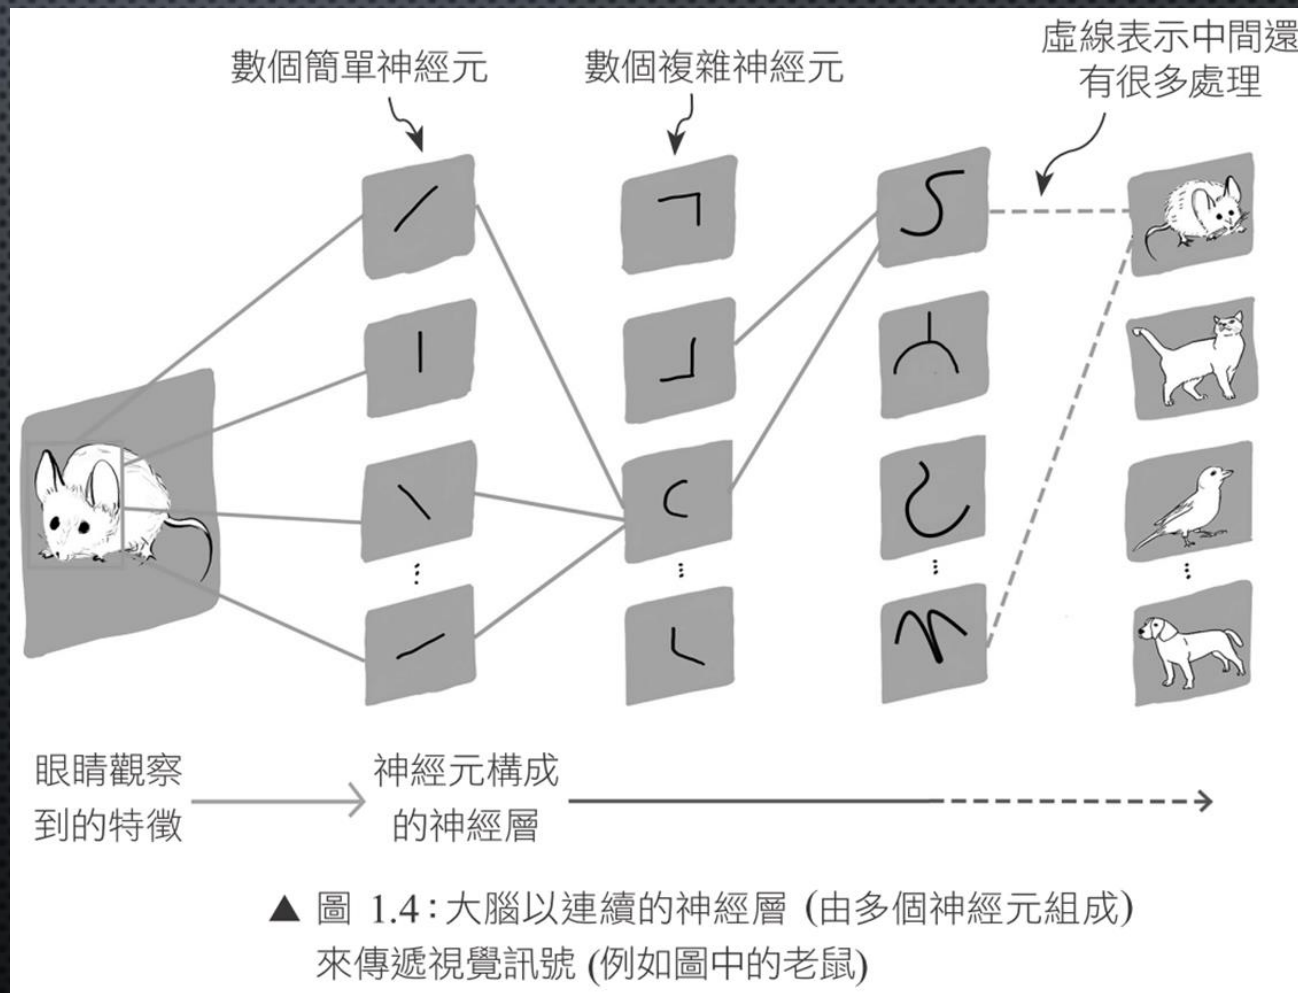 數個簡單神經元
數個複雜神經元
虛線表示中間還
有很多處理
眼睛觀察
到的特徵
神經元構成
的神經層
▲ 圖 1.4：大腦以連續的神經層 (由多個神經元組成)
來傳遞視覺訊號 (例如圖中的老鼠)